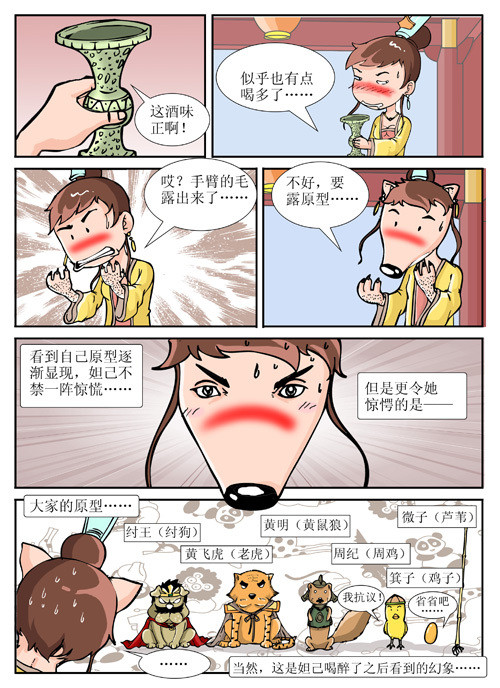 这酒味
正啊！
似乎也有点
喝多了……
哎？手臂的毛
露出来了……
不好，要
露原型……
看到自己原型逐
渐显现，妲己不
禁一阵惊慌……
但是更令她
惊愕的是——
大家的原型……
纣王（纣狗）
黄飞虎（老虎）
黄明（黄鼠狼）
周纪（周鸡）
微子（芦苇）
箕子（鸡子）
我抗议！
省省吧
……
……
当然，这是妲己喝醉了之后看到的幻象……